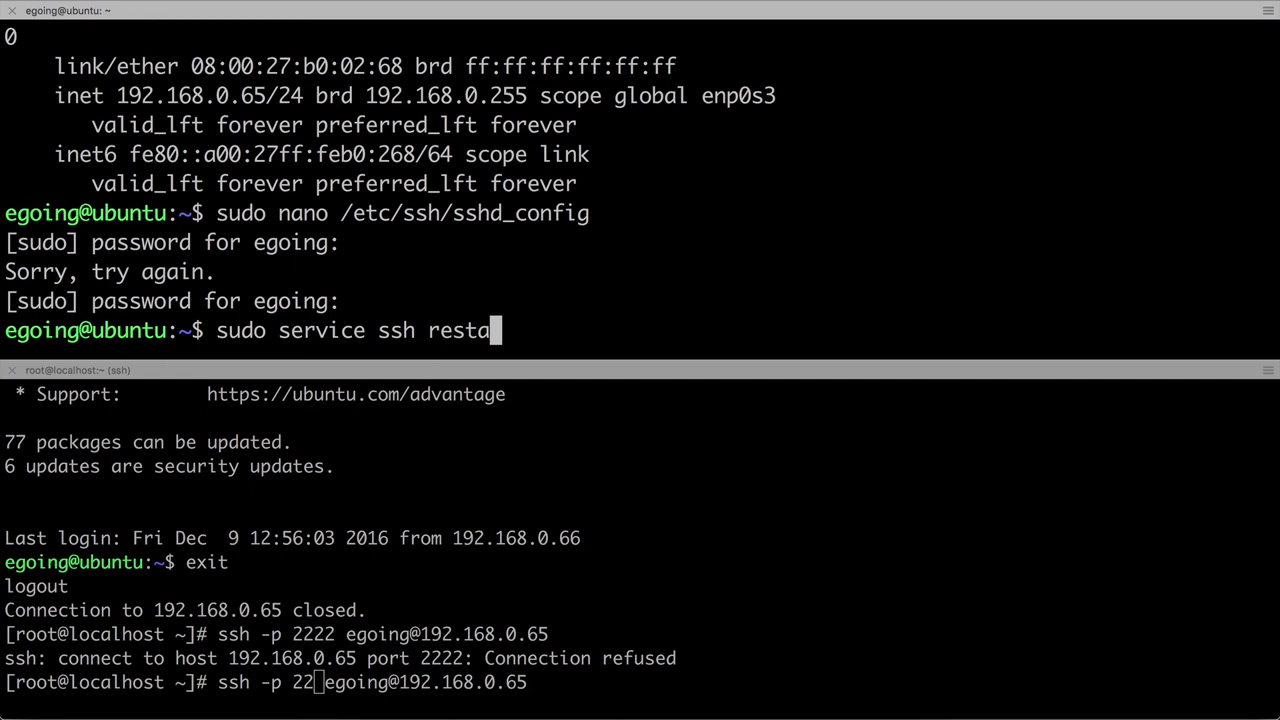 egoing@ubuntu: ~
0
link/ether 08:00:27:b0:02:68 brd ff:ff:ff:ff:ff:ff
inet 192.168.0.65/24 brd 192.168.0.255 scope global enp0s3
valid_lft forever preferred_lft forever
inet6 fe80::a00:27ff:feb0:268/64 scope link
valid_lft forever preferred_lft forever
egoing@ubuntu:~$ sudo nano /etc/ssh/sshd_config
[sudo] password for egoing:
Sorry, try again.
[sudo] password for egoing:
egoing@ubuntu:~$ sudo service ssh resta
root@localhost:~ (ssh)
* Support:        https://ubuntu.com/advantage
77 packages can be updated.
6 updates are security updates.
Last login: Fri Dec  9 12:56:03 2016 from 192.168.0.66
egoing@ubuntu:~$ exit
logout
Connection to 192.168.0.65 closed.
[root@localhost ~]# ssh -p 2222 egoing@192.168.0.65
ssh: connect to host 192.168.0.65 port 2222: Connection refused
[root@localhost ~]# ssh -p 22 egoing@192.168.0.65